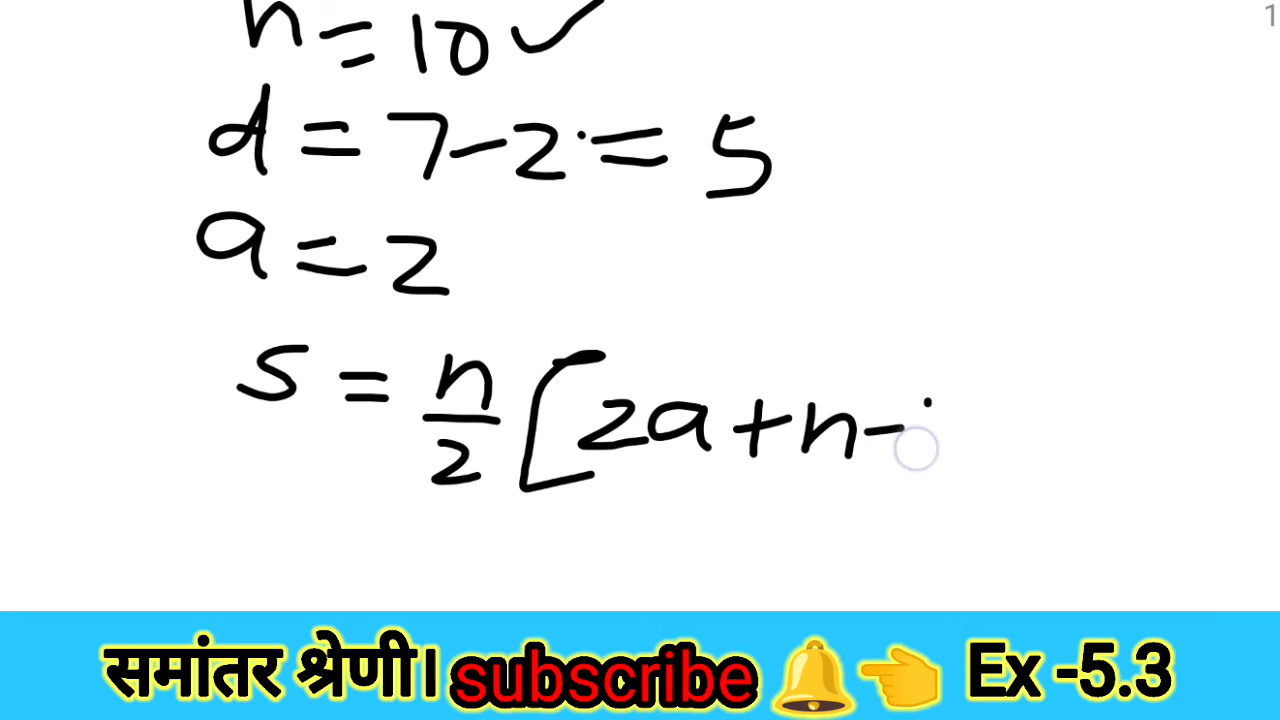 1
n = 10 ✓
d = 7 - 2 = 5
a = 2
s = n/2 [2a + n -
समांतर श्रेणी। subscribe 🔔👈 Ex -5.3